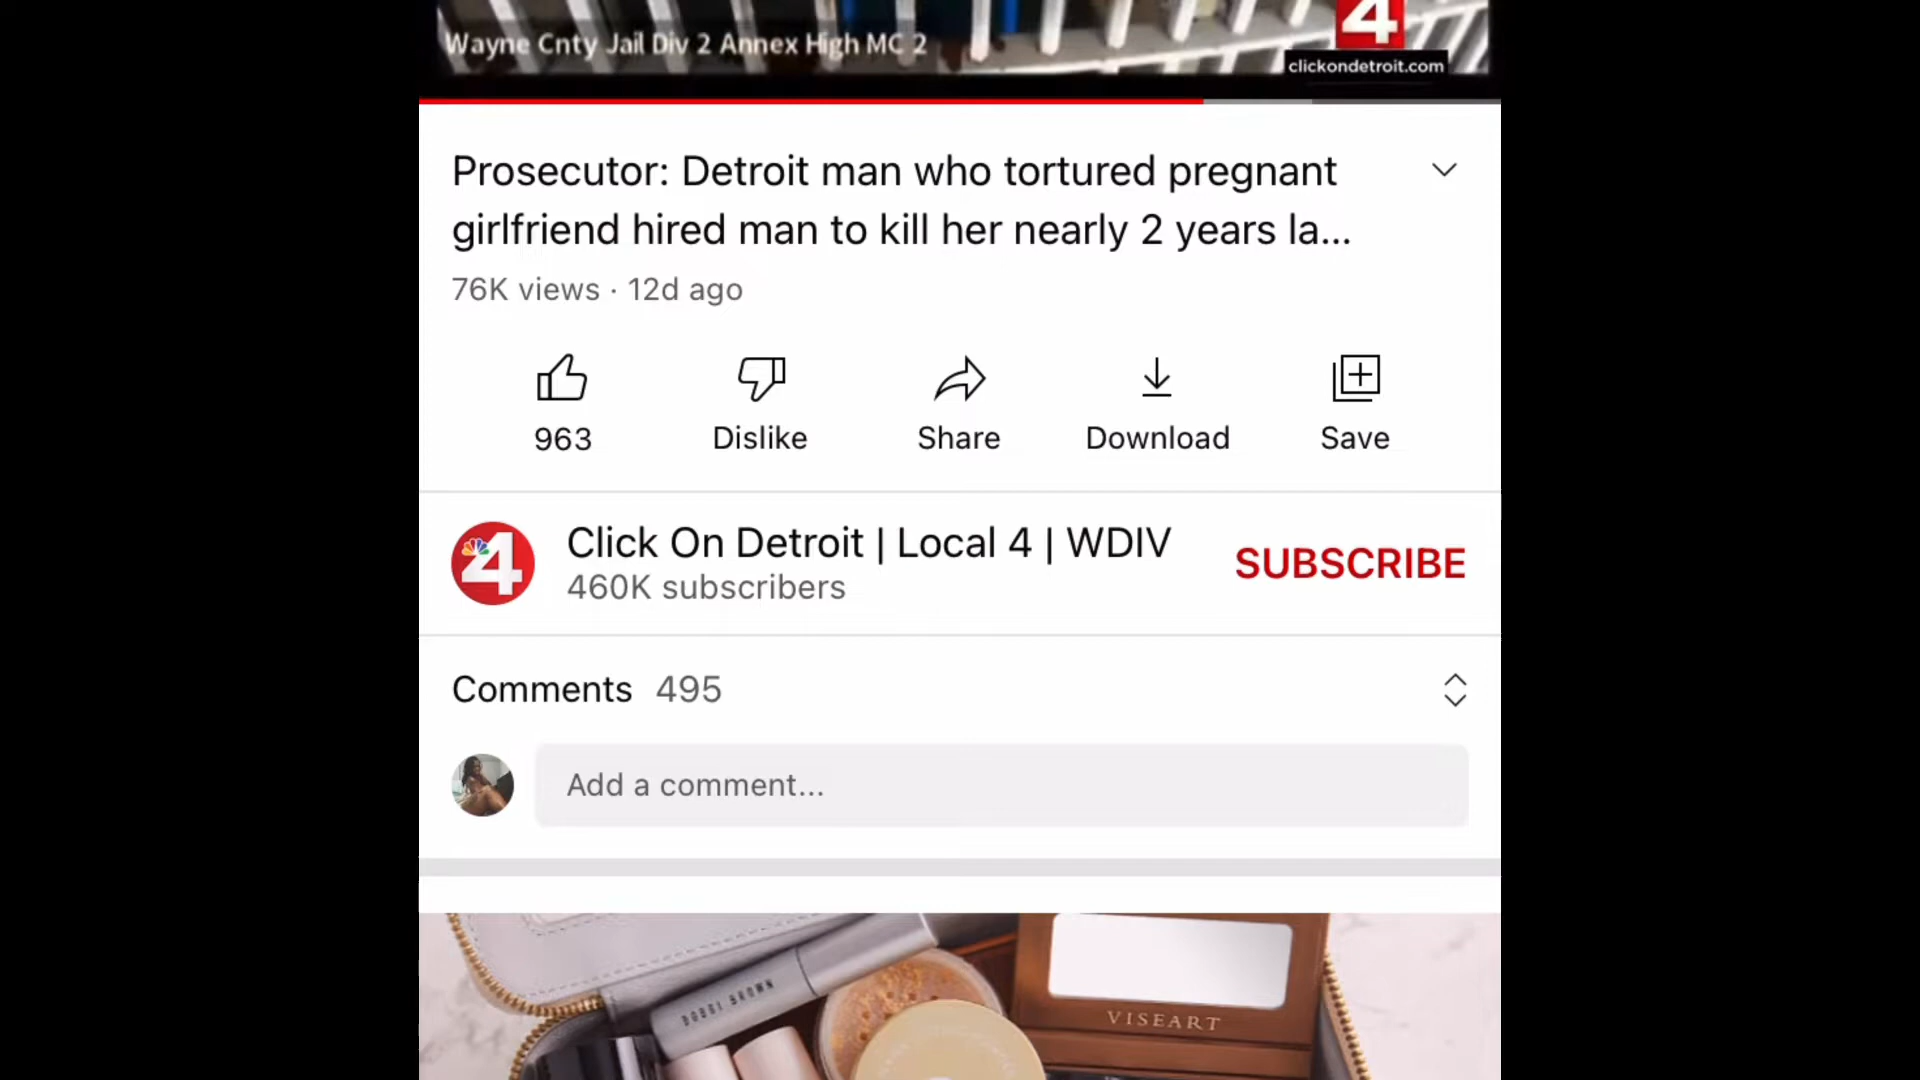 Wayne Cnty Jail Div 2 Annex High MC 2
4
clickondetroit.com
Prosecutor: Detroit man who tortured pregnant
girlfriend hired man to kill her nearly 2 years la...
76K views · 12d ago
963
Dislike
Share
Download
Save
4
Click On Detroit | Local 4 | WDIV
460K subscribers
SUBSCRIBE
Comments 495
Add a comment...
BOBBI BROWN
VISEART